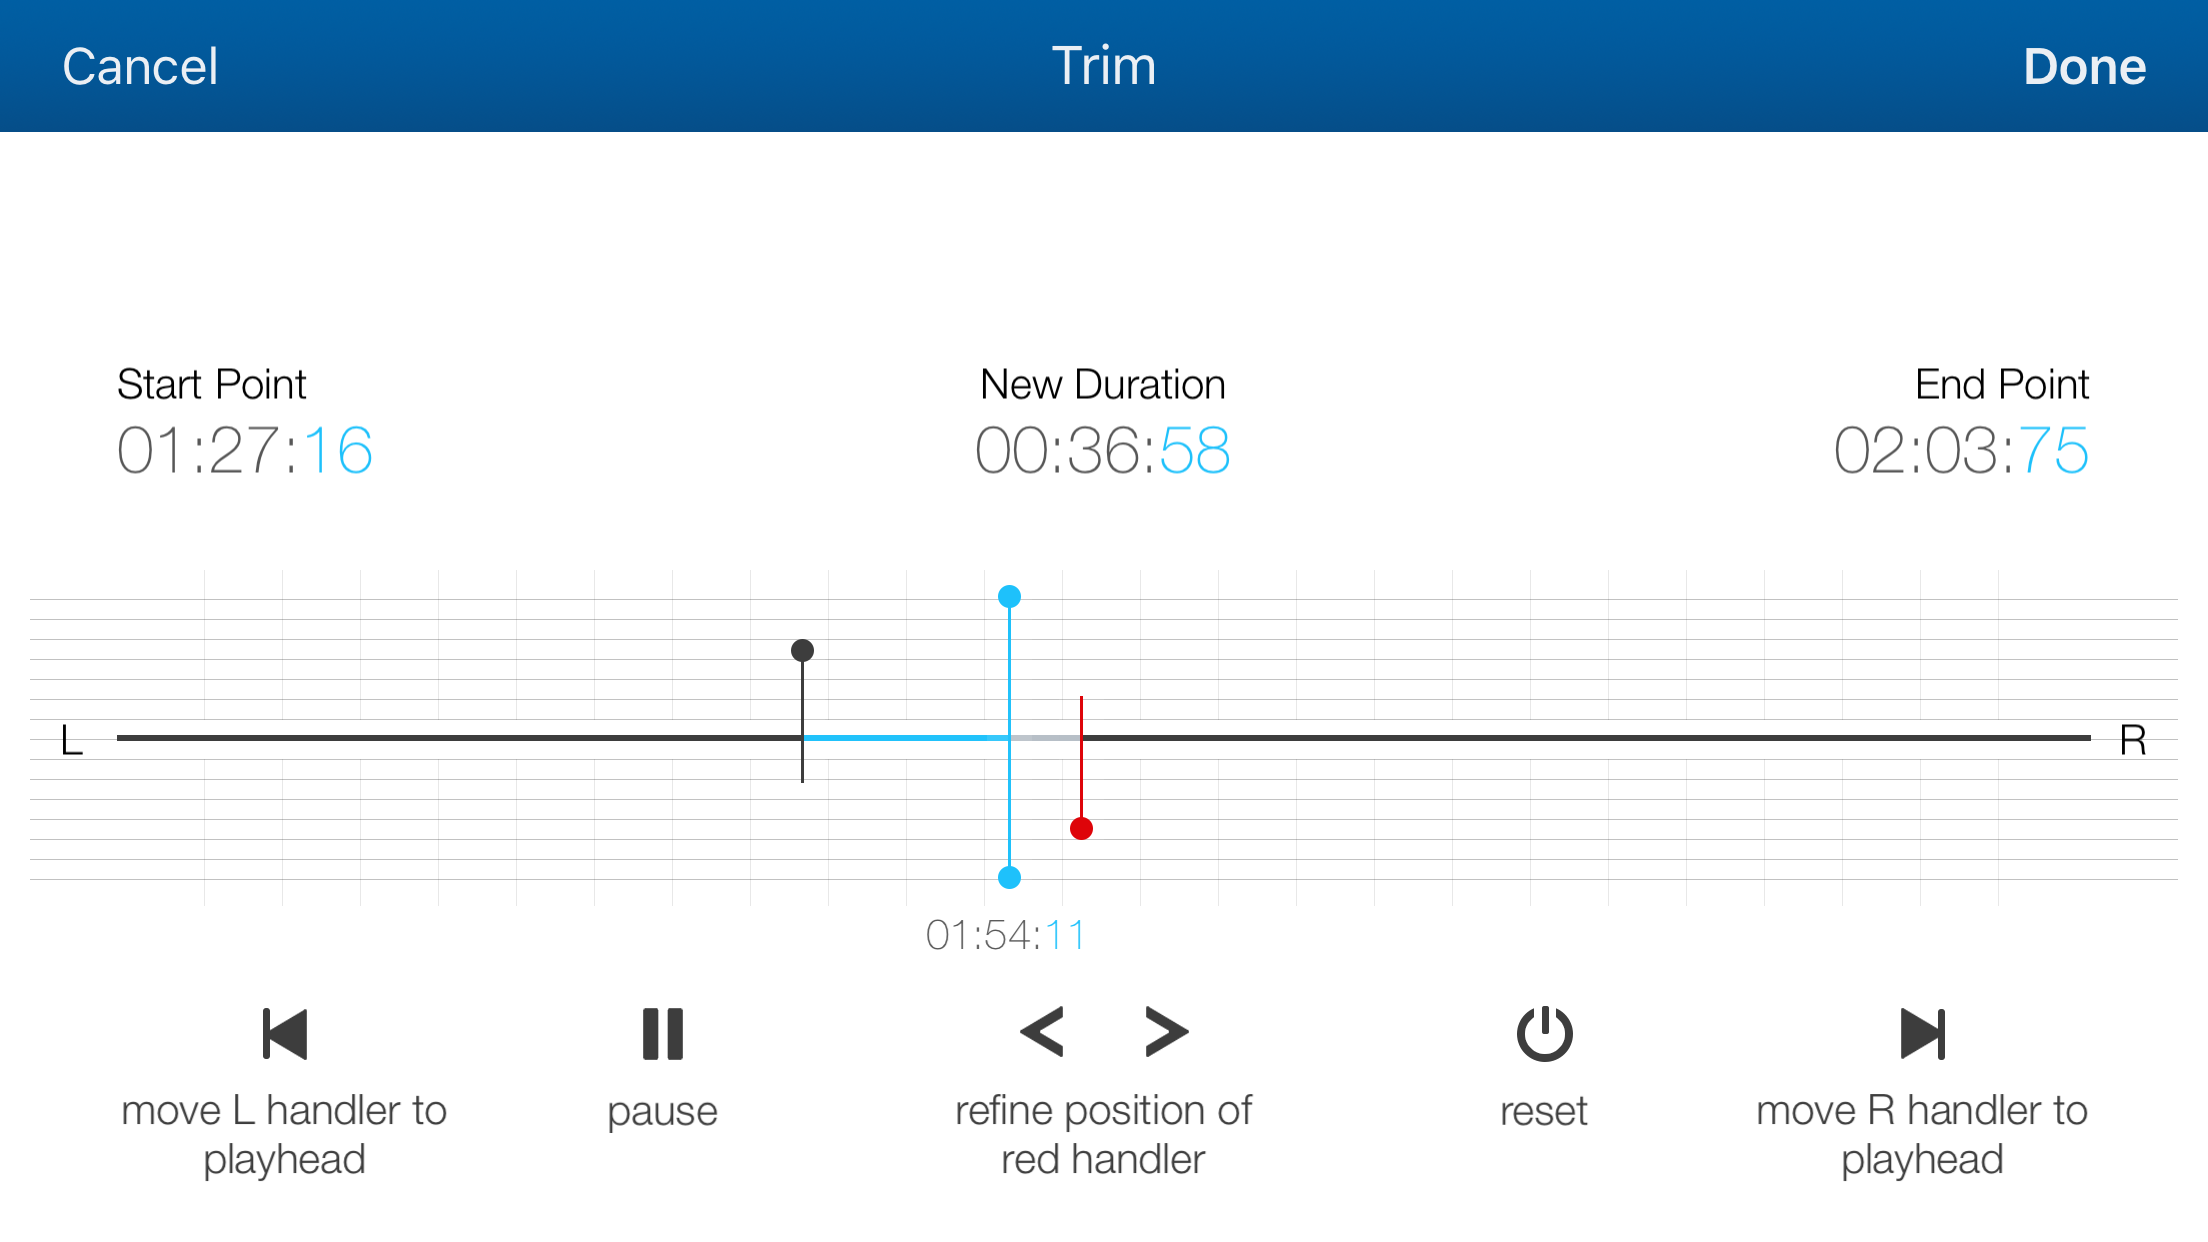 Cancel
Trim
Done
Start Point
New Duration
End Point
01:27:16
00:36:58
02:03:75
L
R
01:54:11
move L handler to
playhead
pause
refine position of
red handler
reset
move R handler to
playhead